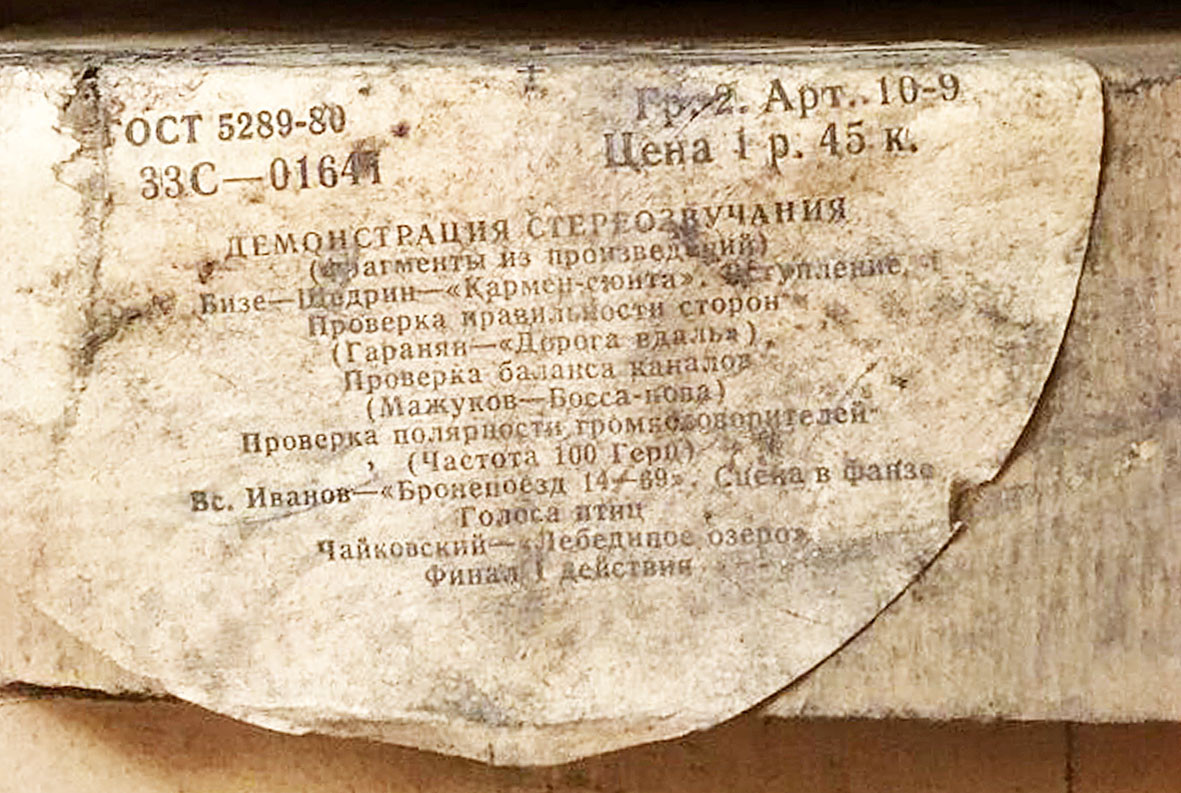 ГОСТ 5289-80
Гр. 2. Арт. 10-9
33С—01641
Цена 1 р. 45 к.
ДЕМОНСТРАЦИЯ СТЕРЕОЗВУЧАНИЯ
(фрагменты из произведений)
Бизе—Щедрин—«Кармен-сюита». Вступление
Проверка правильности сторон
(Гаранян—«Дорога вдаль»)
Проверка баланса каналов
(Мажуков—Босса-нова)
Проверка полярности громкоговорителей
(Частота 100 Герц)
Вс. Иванов—«Бронепоезд 14—69». Сцена в фанзе
Голоса птиц
Чайковский—«Лебединое озеро».
Финал I действия